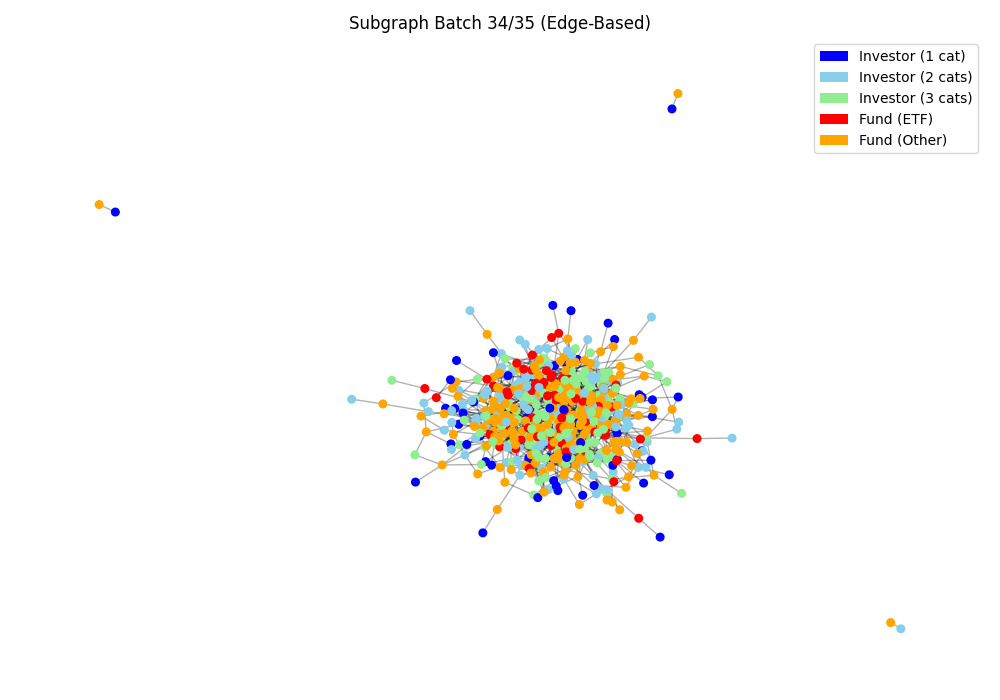 Subgraph Batch 34/35 (Edge-Based)
Investor (1 cat)
Investor (2 cats)
Investor (3 cats)
Fund (ETF)
Fund (Other)